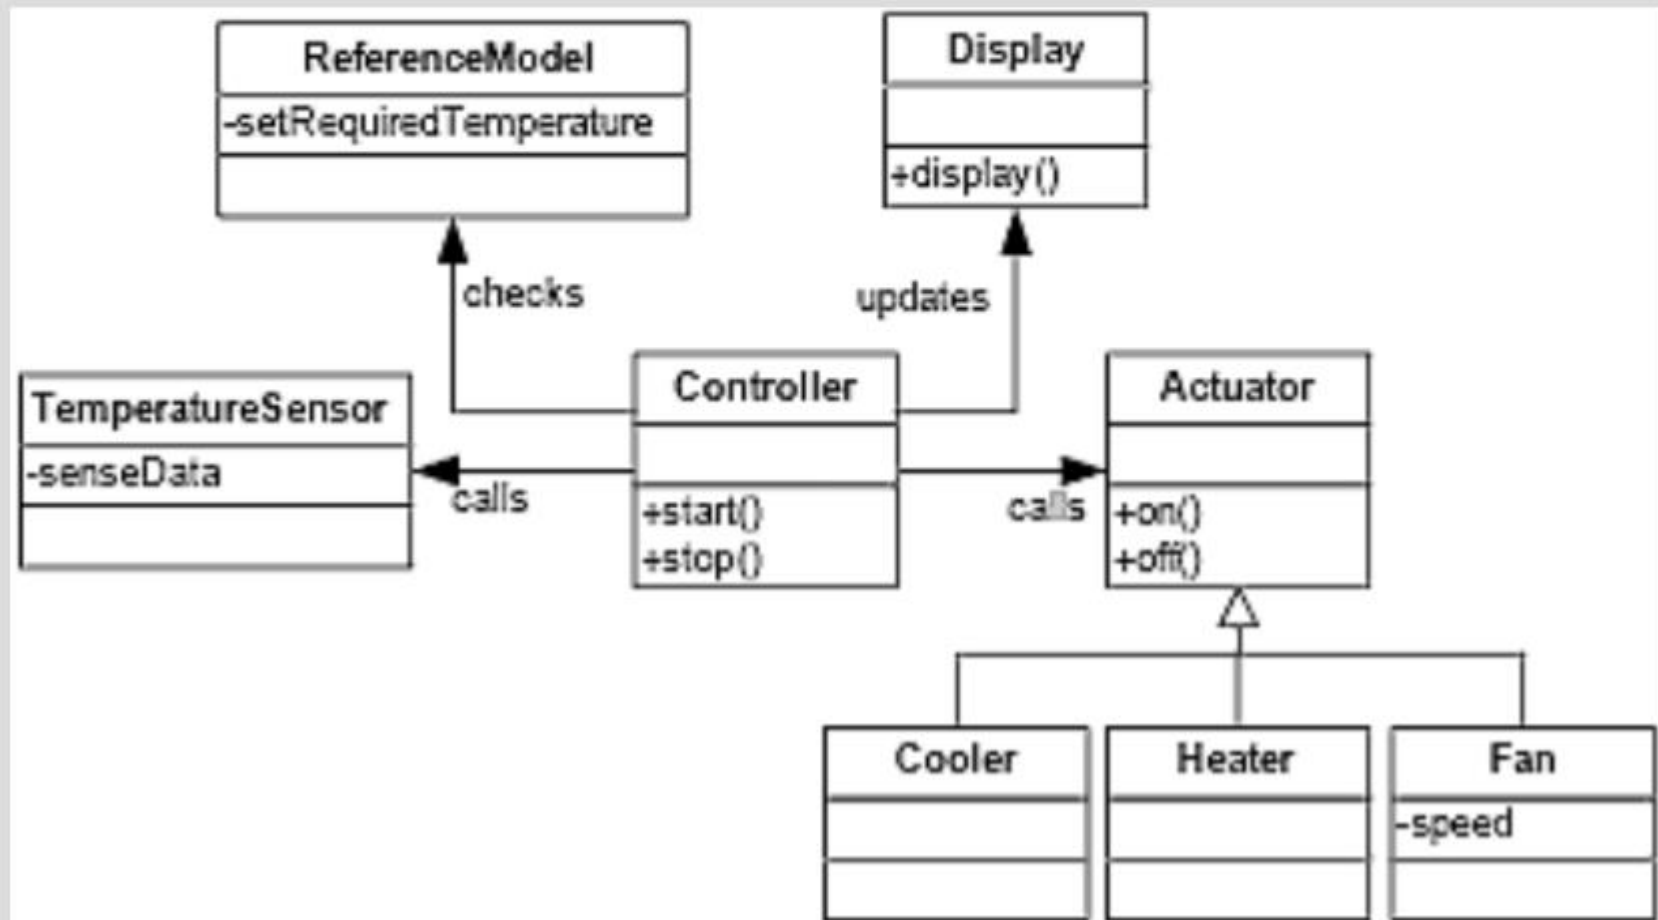 ReferenceModel
-setRequiredTemperature
Display
+display()
checks
updates
TemperatureSensor
-senseData
calls
Controller
+start()
+stop()
calls
Actuator
+on()
+off()
Cooler
Heater
Fan
-speed